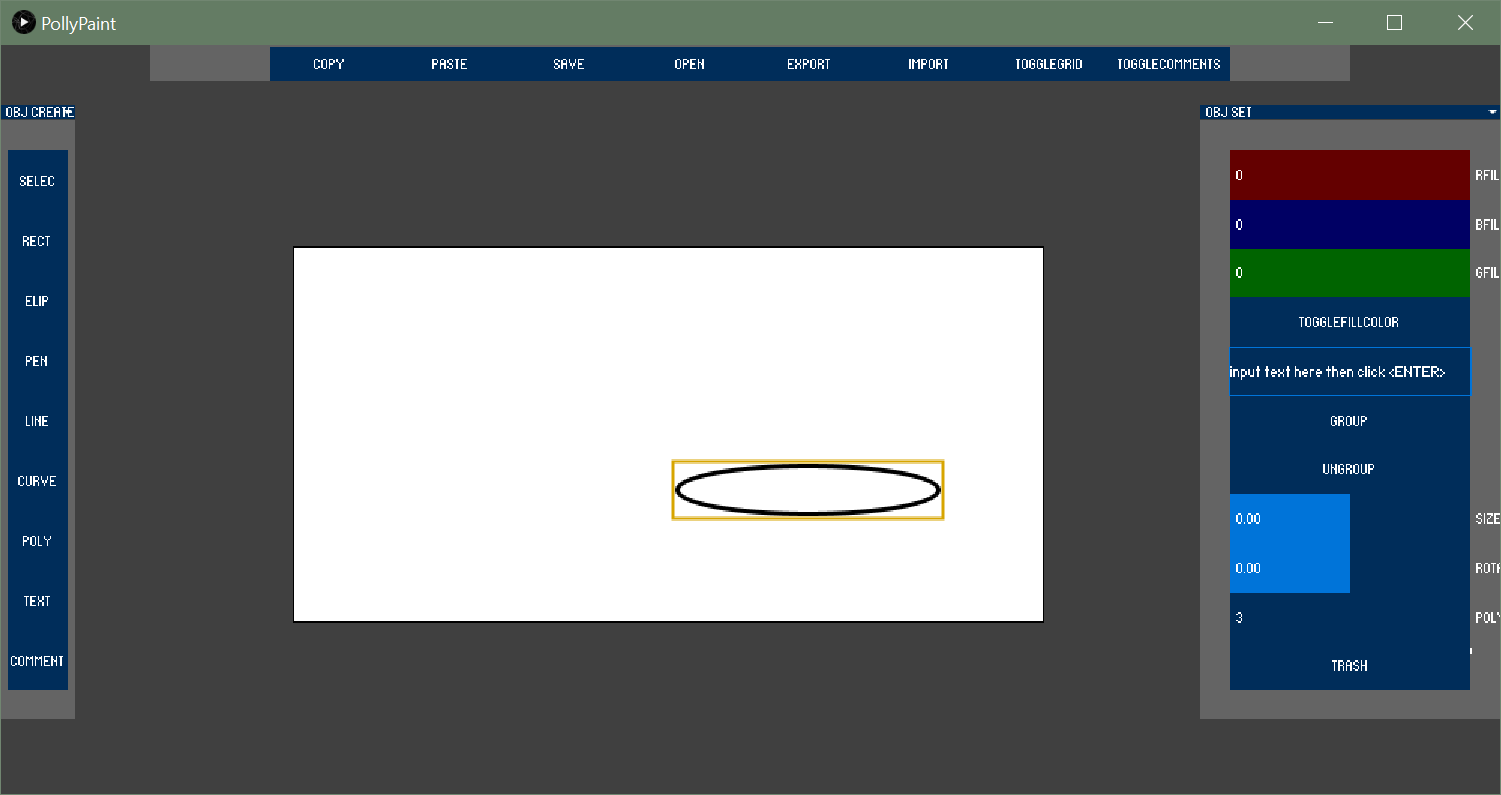 PollyPaint
COPY PASTE SAVE OPEN EXPORT IMPORT TOGGLEGRID TOGGLECOMMENTS
OBJ CREATE
SELEC
RECT
ELIP
PEN
LINE
CURVE
POLY
TEXT
COMMENT
OBJ SET
0 RFIL
0 BFIL
0 GFIL
TOGGLEFILLCOLOR
input text here then click <ENTER>
GROUP
UNGROUP
0.00 SIZE
0.00 ROTA
3 POLY
TRASH